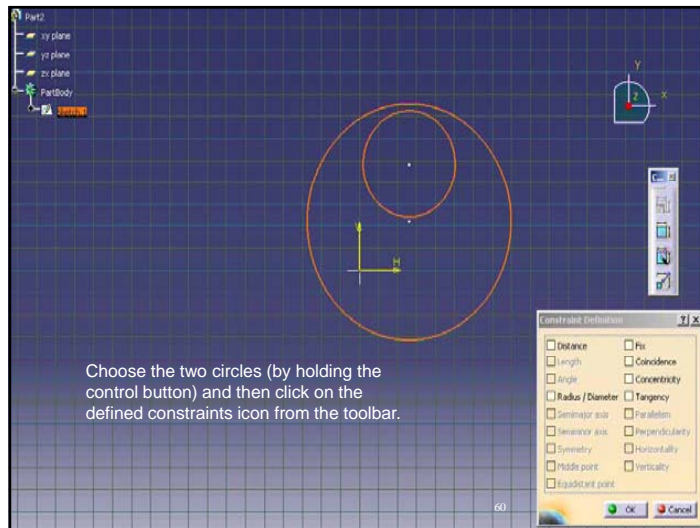 Part2
xy plane
yz plane
zx plane
PartBody
Sketch.1
Y
X
Z
V
H
C...
Choose the two circles (by holding the
control button) and then click on the
defined constraints icon from the toolbar.
Constraint Definition
Distance
Fix
Length
Coincidence
Angle
Concentricity
Radius / Diameter
Tangency
Semimajor axis
Parallelism
Semiminor axis
Perpendicularity
Symmetry
Horizontality
Middle point
Verticality
Equidistant point
OK
Cancel
60